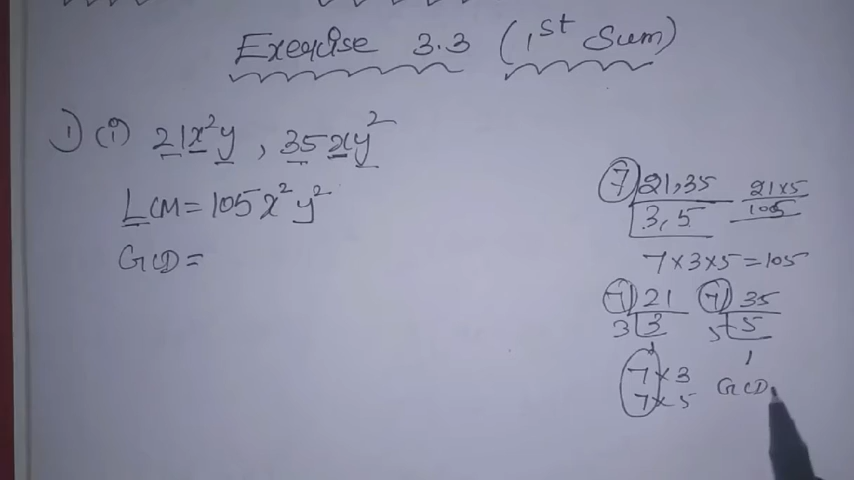 Exercise 3.3 (1st Sum)
1) (i) 21x²y , 35xy²
LCM = 105x²y²
GCD =
7 | 21, 35
3, 5
21 x 5
105
7 x 3 x 5 = 105
7 | 21
3 | 3
1
7 | 35
5 | 5
1
7 x 3
7 x 5
GCD